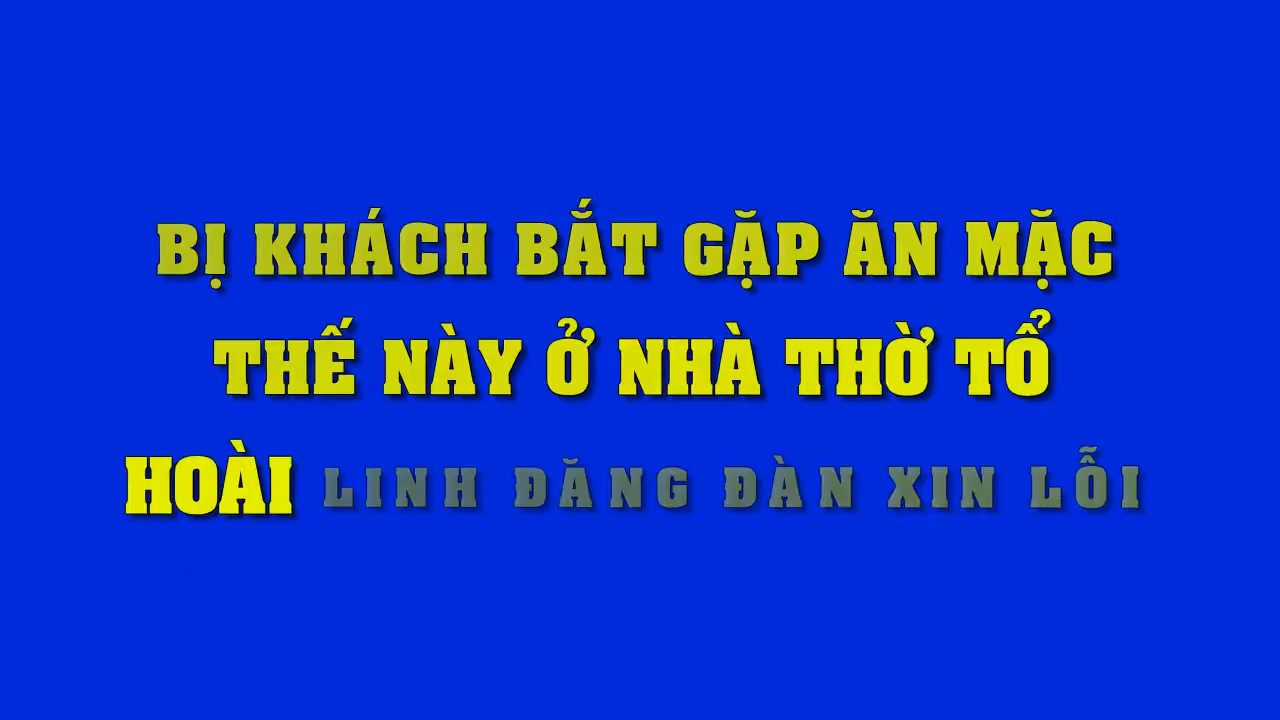 BỊ KHÁCH BẮT GẶP ĂN MẶC
THẾ NÀY Ở NHÀ THỜ TỔ
HOÀI LINH ĐĂNG ĐÀN XIN LỖI